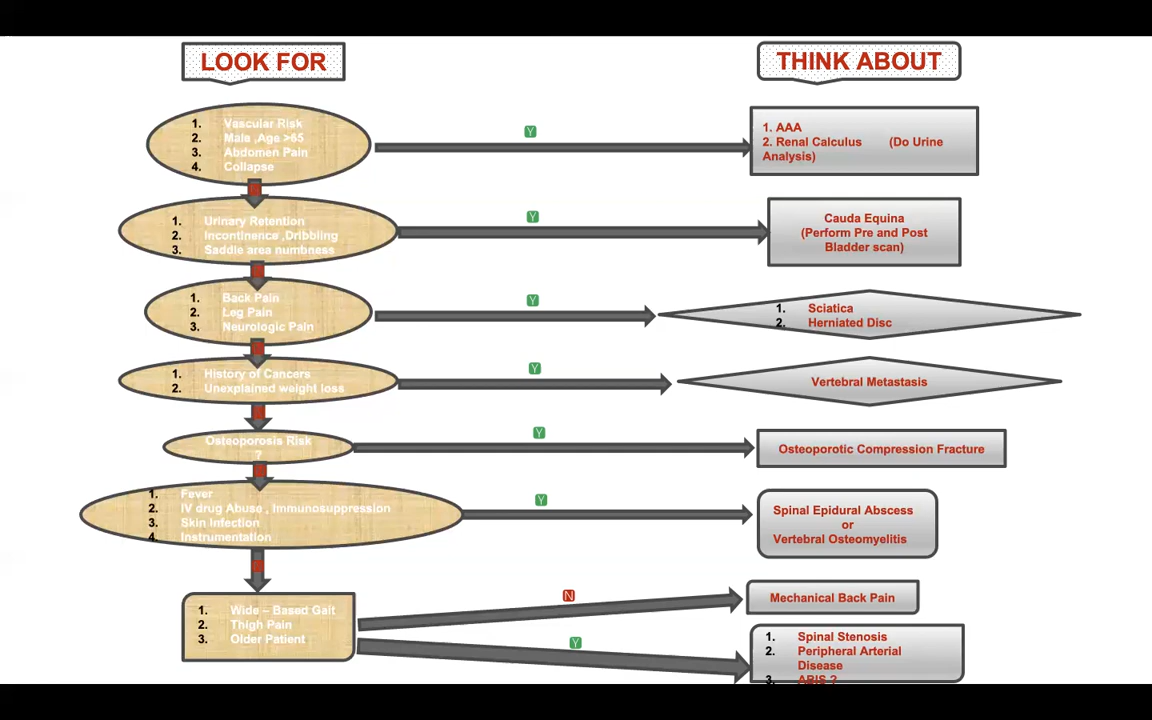 LOOK FOR
THINK ABOUT
1. Vascular Risk
2. Male ,Age >65
3. Abdomen Pain
4. Collapse
Y
1. AAA
2. Renal Calculus (Do Urine
Analysis)
1. Urinary Retention
2. Incontinence ,Dribbling
3. Saddle area numbness
Y
Cauda Equina
(Perform Pre and Post
Bladder scan)
1. Back Pain
2. Leg Pain
3. Neurologic Pain
Y
1. Sciatica
2. Herniated Disc
1. History of Cancers
2. Unexplained weight loss
Y
Vertebral Metastasis
Osteoporosis Risk
?
Y
Osteoporotic Compression Fracture
1. Fever
2. IV drug Abuse , Immunosuppression
3. Skin Infection
4. Instrumentation
Y
Spinal Epidural Abscess
or
Vertebral Osteomyelitis
1. Wide – Based Gait
2. Thigh Pain
3. Older Patient
N
Mechanical Back Pain
Y
1. Spinal Stenosis
2. Peripheral Arterial
Disease
3. ABIS ?